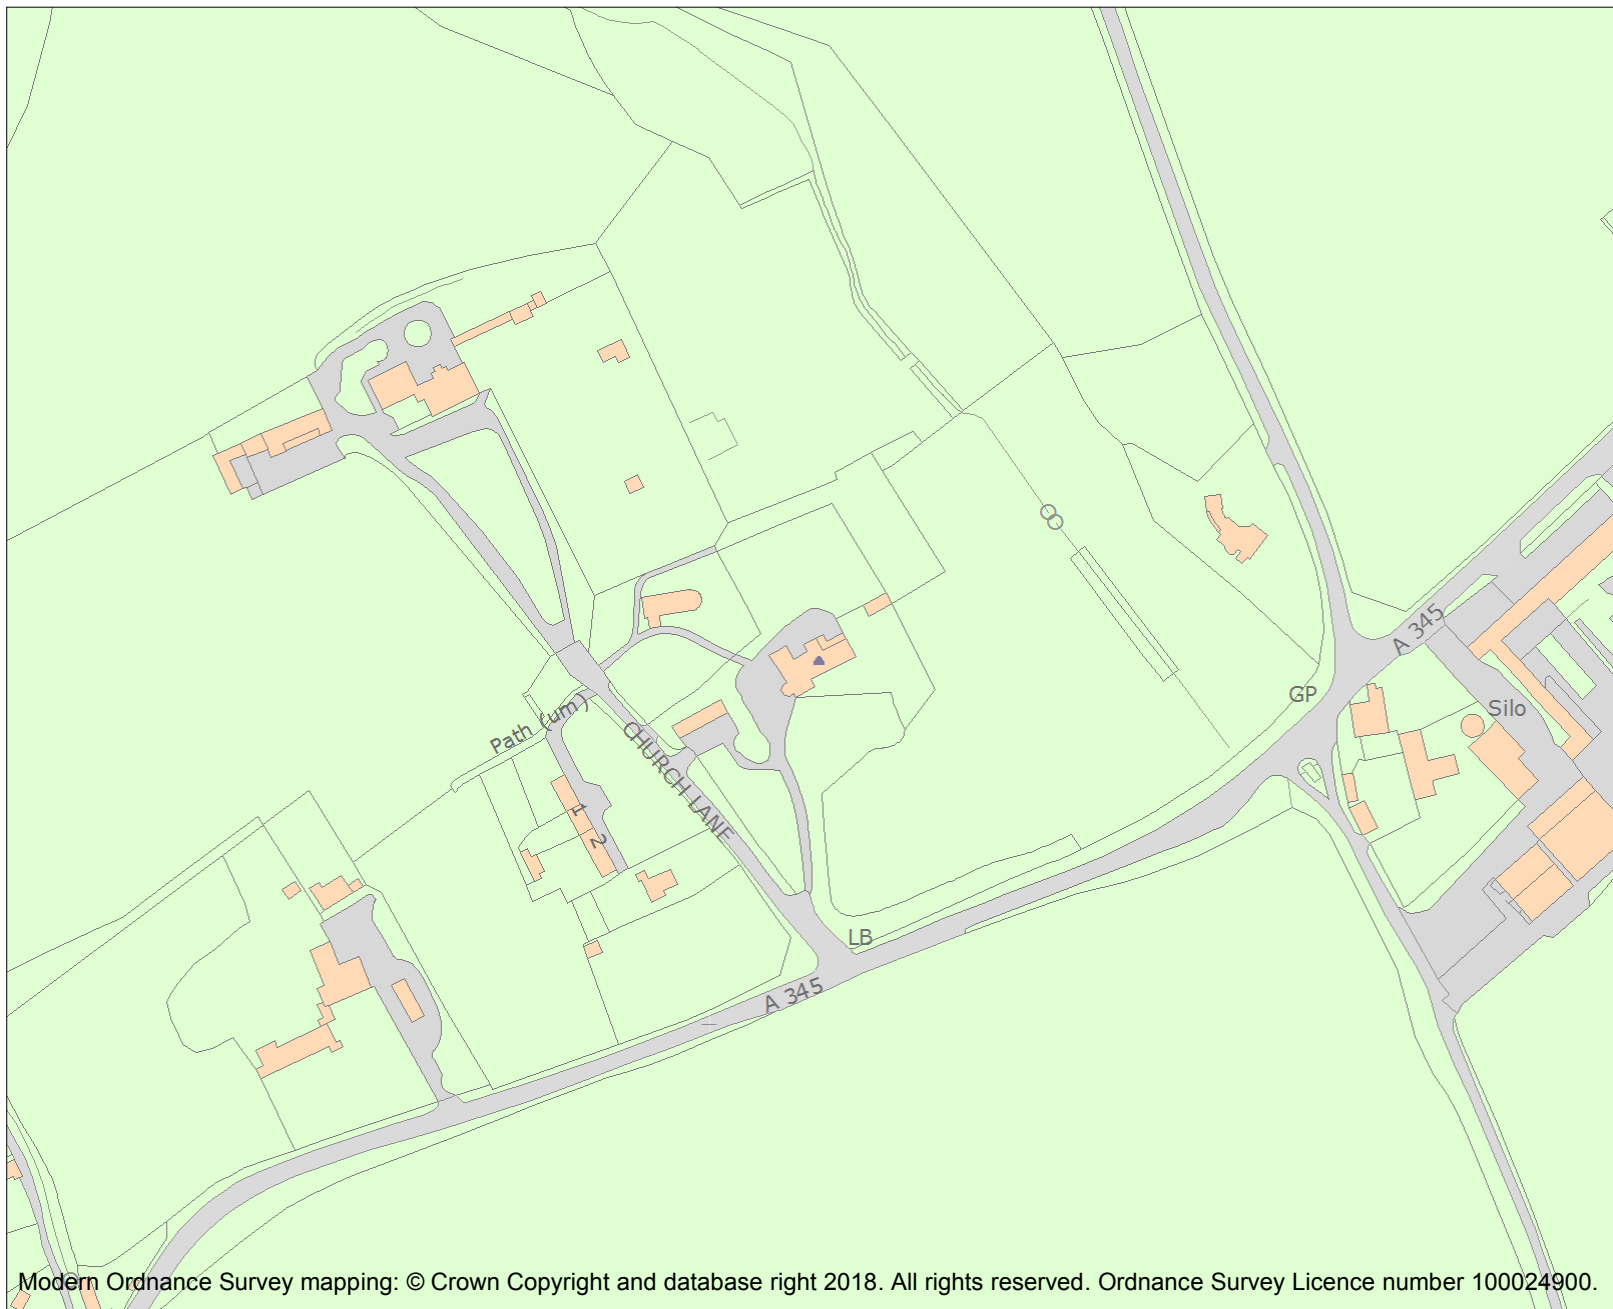 A 345
GP
Silo
Path (um)
CHURCH LANE
1
2
LB
A 345
Modern Ordnance Survey mapping: © Crown Copyright and database right 2018. All rights reserved. Ordnance Survey Licence number 100024900.